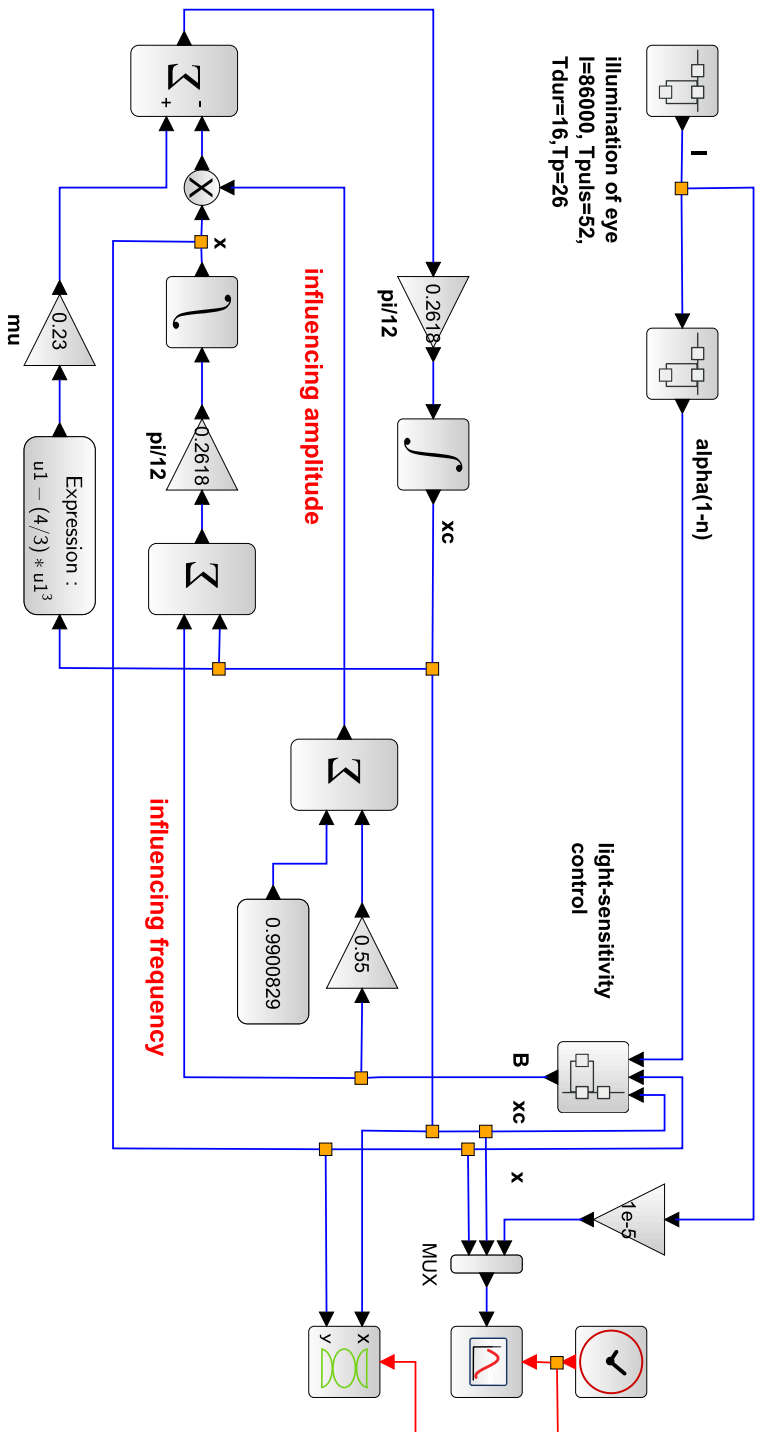 illumination of eye
I=86000, Tpuls=52,
Tdur=16,Tp=26
I
alpha(1-n)
light-sensitivity
control
B
xc
x
1e-5
MUX
0.2618
pi/12
xc
influencing amplitude
Σ
-
+
X
x
∫
∫
0.2618
pi/12
Σ
0.23
mu
Expression :
u1 − (4/3) ∗ u1³
Σ
0.55
0.9900829
influencing frequency
x
y